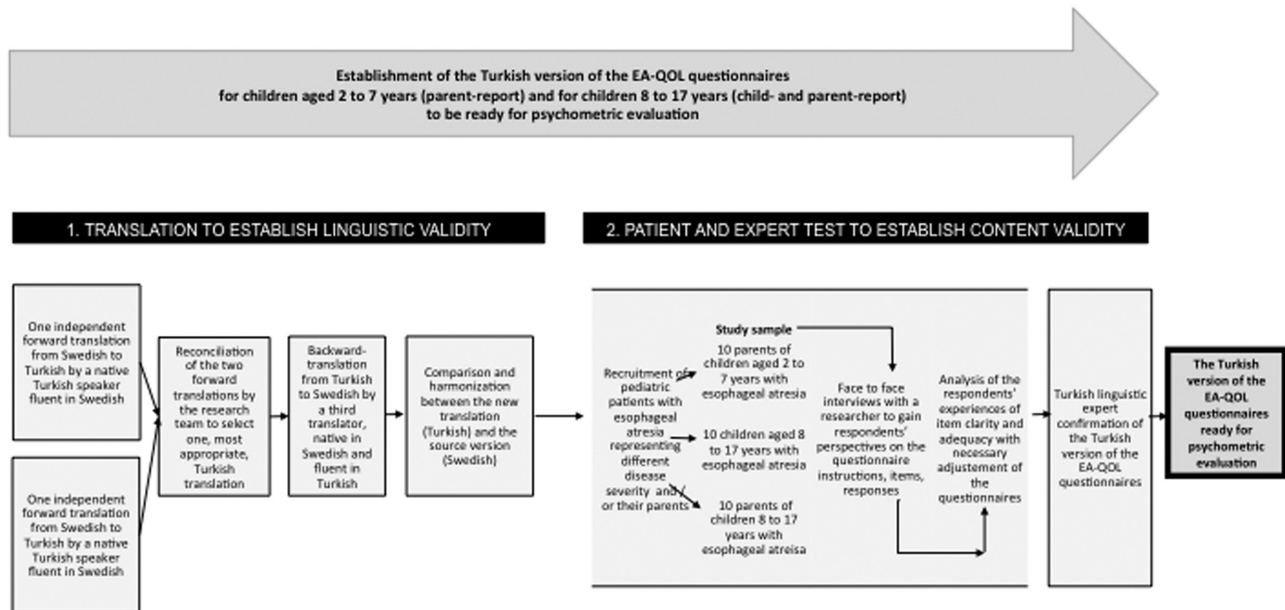 Establishment of the Turkish version of the EA-QOL questionnaires
for children aged 2 to 7 years (parent-report) and for children 8 to 17 years (child- and parent-report)
to be ready for psychometric evaluation
1. TRANSLATION TO ESTABLISH LINGUISTIC VALIDITY
2. PATIENT AND EXPERT TEST TO ESTABLISH CONTENT VALIDITY
One independent
forward translation
from Swedish to
Turkish by a native
Turkish speaker
fluent in Swedish
One independent
forward translation
from Swedish to
Turkish by a native
Turkish speaker
fluent in Swedish
Reconciliation
of the two
forward
translations by
the research
team to select
one, most
appropriate,
Turkish
translation
Backward-
translation
from Turkish
to Swedish by
a third
translator,
native in
Swedish and
fluent in
Turkish
Comparison and
harmonization
between the new
translation
(Turkish) and the
source version
(Swedish)
Recruitment of
pediatric
patients with
esophageal
atresia
representing
different
disease
severity and /
or their parents
Study sample
10 parents of
children aged 2 to
7 years with
esophageal atresia
10 children aged 8
to 17 years with
esophageal atresia
10 parents of
children 8 to 17
years with
esophageal atreisa
Face to face
interviews with a
researcher to gain
respondents'
perspectives on the
questionnaire
instructions, items,
responses
Analysis of the
respondents'
experiences of
item clarity and
adequacy with
necessary
adjustement of
the
questionnaires
Turkish linguistic
expert
confirmation of
the Turkish
version of the
EA-QOL
questionnaires
The Turkish
version of the
EA-QOL
questionnaires
ready for
psychometric
evaluation